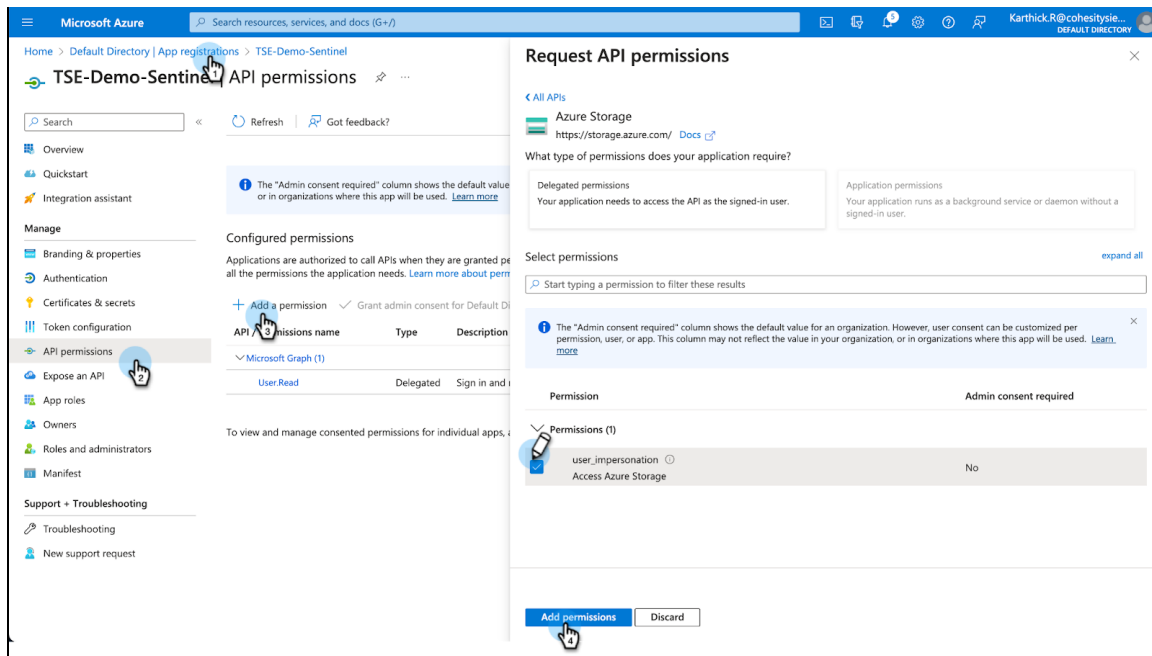 Microsoft Azure
Search resources, services, and docs (G+/)
5
Karthick.R@cohesitysie...
DEFAULT DIRECTORY
Home > Default Directory | App registrations > TSE-Demo-Sentinel
1
TSE-Demo-Sentinel | API permissions
Search
Overview
Quickstart
Integration assistant
Manage
Branding & properties
Authentication
Certificates & secrets
Token configuration
API permissions
2
Expose an API
App roles
Owners
Roles and administrators
Manifest
Support + Troubleshooting
Troubleshooting
New support request
Refresh
Got feedback?
The "Admin consent required" column shows the default value
or in organizations where this app will be used. Learn more
Configured permissions
Applications are authorized to call APIs when they are granted pe
all the permissions the application needs. Learn more about perm
Add a permission
Grant admin consent for Default Di
3
API / Permissions name Type Description
Microsoft Graph (1)
User.Read Delegated Sign in and r
To view and manage consented permissions for individual apps, a
Request API permissions
All APIs
Azure Storage
https://storage.azure.com/ Docs
What type of permissions does your application require?
Delegated permissions
Your application needs to access the API as the signed-in user.
Application permissions
Your application runs as a background service or daemon without a
signed-in user.
Select permissions
expand all
Start typing a permission to filter these results
The "Admin consent required" column shows the default value for an organization. However, user consent can be customized per
permission, user, or app. This column may not reflect the value in your organization, or in organizations where this app will be used. Learn
more
Permission Admin consent required
Permissions (1)
user_impersonation
Access Azure Storage
No
Add permissions
Discard
4